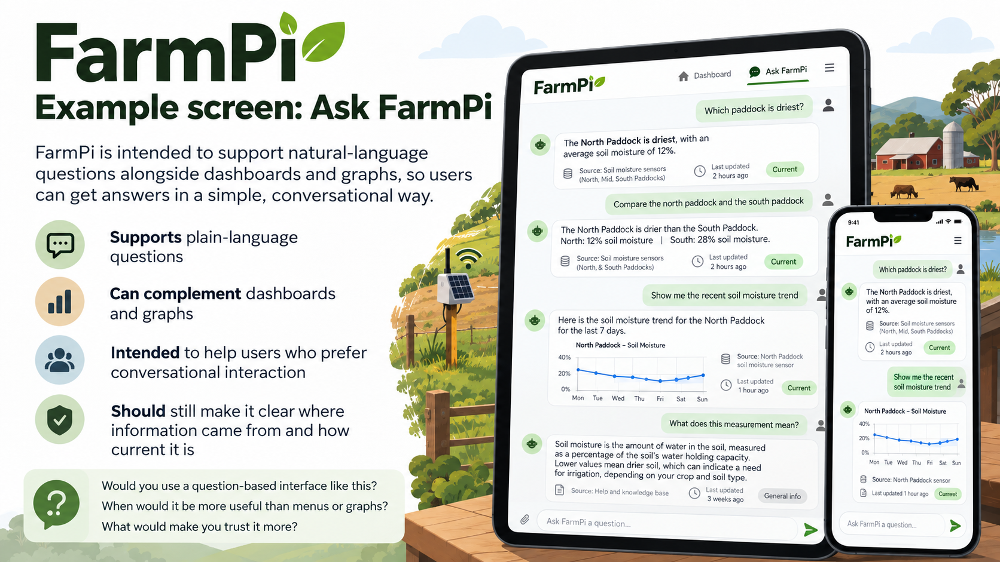 FarmPi
Example screen: Ask FarmPi
FarmPi is intended to support natural-language
questions alongside dashboards and graphs, so users
can get answers in a simple, conversational way.
Supports plain-language
questions
Can complement dashboards
and graphs
Intended to help users who prefer
conversational interaction
Should still make it clear where
information came from and how
current it is
?
Would you use a question-based interface like this?
When would it be more useful than menus or graphs?
What would make you trust it more?
FarmPi
Dashboard
Ask FarmPi
Which paddock is driest?
The North Paddock is driest, with an
average soil moisture of 12%.
Source: Soil moisture sensors
(North, Mid, South Paddocks)
Last updated
2 hours ago
Current
Compare the north paddock and the south paddock
The North Paddock is drier than the South Paddock.
North: 12% soil moisture | South: 28% soil moisture.
Source: Soil moisture sensors
(North, & South Paddocks)
Last updated
2 hours ago
Current
Show me the recent soil moisture trend
Here is the soil moisture trend for the North Paddock
for the last 7 days.
North Paddock – Soil Moisture
40%
20%
0%
Mon Tue Wed Thu Fri Sat Sun
Source: North Paddock
soil moisture sensor
Last updated
1 hour ago
Current
What does this measurement mean?
Soil moisture is the amount of water in the soil, measured
as a percentage of the soil's water holding capacity.
Lower values mean drier soil, which can indicate a need
for irrigation, depending on your crop and soil type.
Source: Help and knowledge base
Last updated
3 weeks ago
General info
Ask FarmPi a question...
9:41
FarmPi
Which paddock is driest?
The North Paddock is driest,
with an average soil moisture
of 12%.
Source: Soil moisture sensors
(North, Mid, South Paddocks)
Last updated
2 hours ago
Current
Show me the recent
soil moisture trend
North Paddock – Soil Moisture
40%
20%
0%
Mon Tue Wed Thu Fri Sat Sun
Source: North Paddock sensor
Last updated 1 hour ago
Current
Ask FarmPi a question...